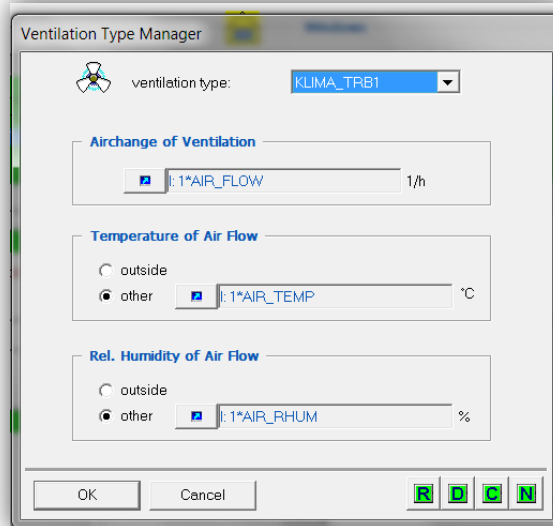 Ventilation Type Manager
Windows
ventilation type: KLIMA_TRB1
Airchange of Ventilation
I: 1*AIR_FLOW 1/h
Temperature of Air Flow
outside
other I: 1*AIR_TEMP °C
Rel. Humidity of Air Flow
outside
other I: 1*AIR_RHUM %
OK Cancel R D C N